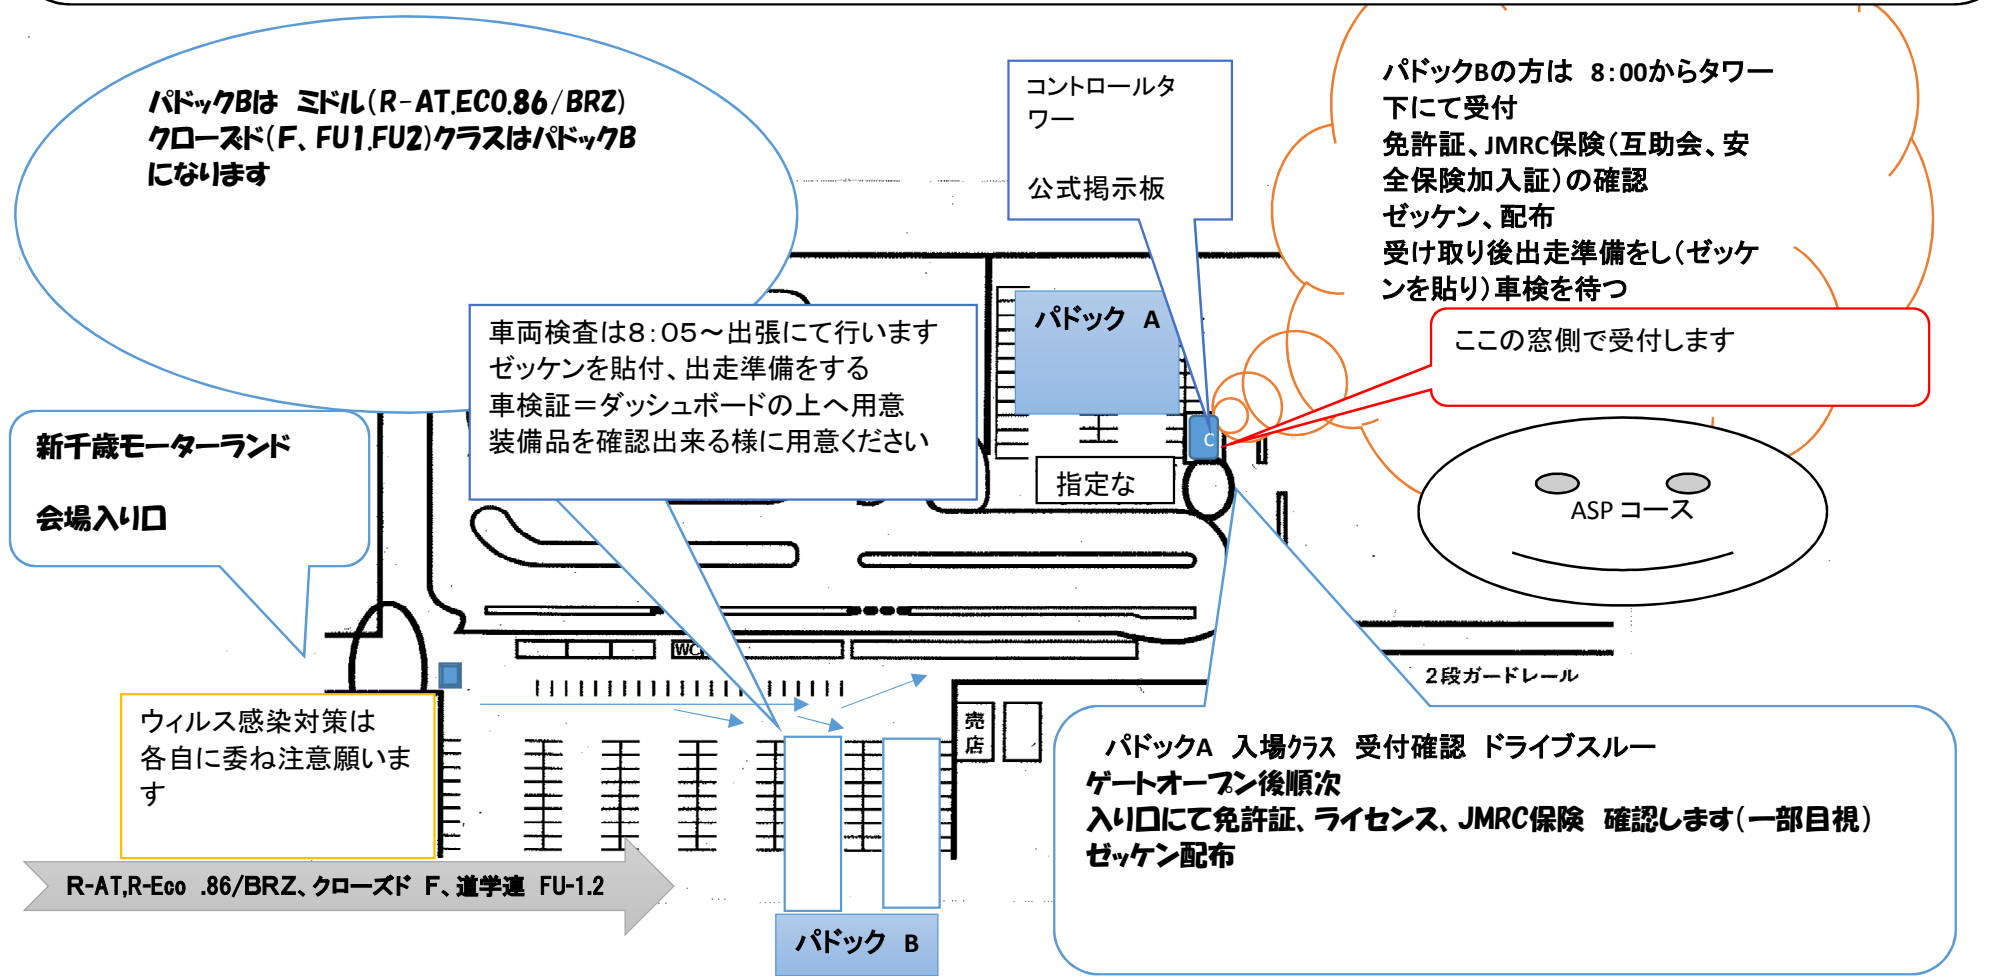 パドックBは ミドル(R-AT.ECO.86/BRZ)
クローズド(F、FU1.FU2)クラスはパドックB
になります
コントロールタ
ワー
公式掲示板
パドックBの方は 8:00からタワー
下にて受付
免許証、JMRC保険(互助会、安
全保険加入証)の確認
ゼッケン、配布
受け取り後出走準備をし(ゼッケ
ンを貼り)車検を待つ
パドック A
車両検査は8:05～出張にて行います
ゼッケンを貼付、出走準備をする
車検証＝ダッシュボードの上へ用意
装備品を確認出来る様に用意ください
ここの窓側で受付します
新千歳モーターランド
会場入り口
C
指定な
ASP コース
WC
2段ガードレール
ウィルス感染対策は
各自に委ね注意願いま
す
売店
パドックA 入場クラス 受付確認 ドライブスルー
ゲートオープン後順次
入り口にて免許証、ライセンス、JMRC保険 確認します(一部目視)
ゼッケン配布
R-AT,R-Eco .86/BRZ、クローズド F、道学連 FU-1.2
パドック B